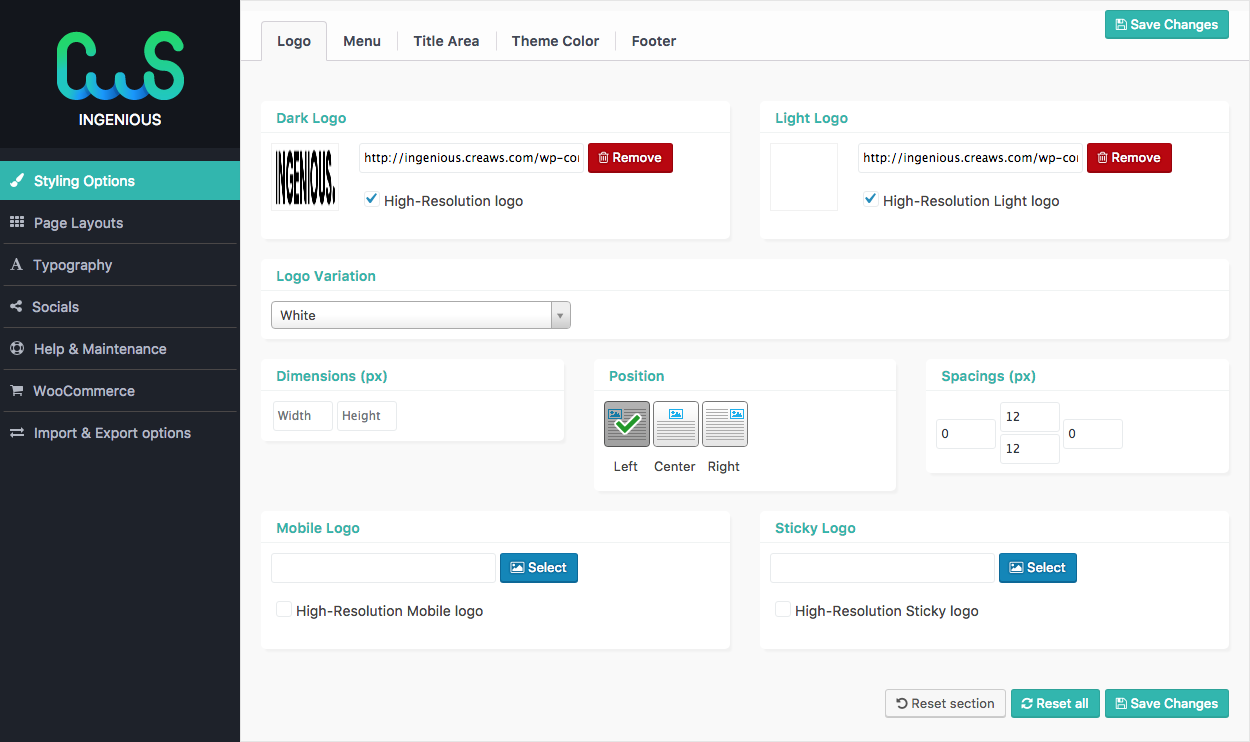 CWS
INGENIOUS
Styling Options
Page Layouts
Typography
Socials
Help & Maintenance
WooCommerce
Import & Export options
Logo Menu Title Area Theme Color Footer
Save Changes
Dark Logo
INGENIOUS.
http://ingenious.creaws.com/wp-co
Remove
High-Resolution logo
Light Logo
http://ingenious.creaws.com/wp-co
Remove
High-Resolution Light logo
Logo Variation
White
Dimensions (px)
Width Height
Position
Left Center Right
Spacings (px)
12
0 0
12
Mobile Logo
Select
High-Resolution Mobile logo
Sticky Logo
Select
High-Resolution Sticky logo
Reset section Reset all Save Changes